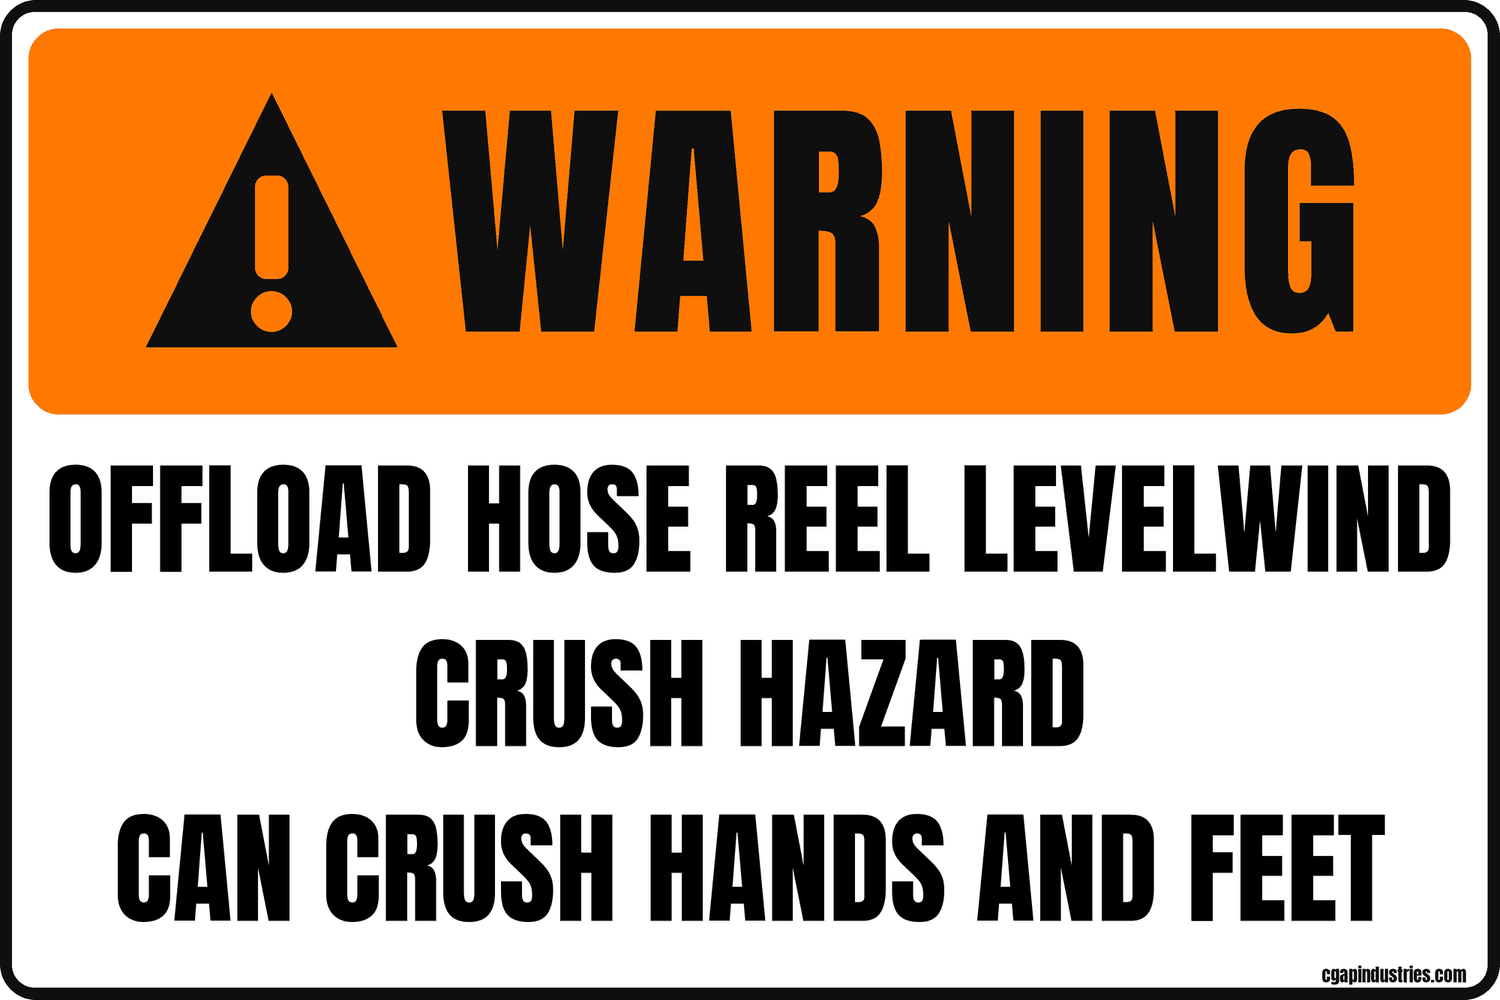 WARNING
OFFLOAD HOSE REEL LEVELWIND
CRUSH HAZARD
CAN CRUSH HANDS AND FEET
cgapindustries.com